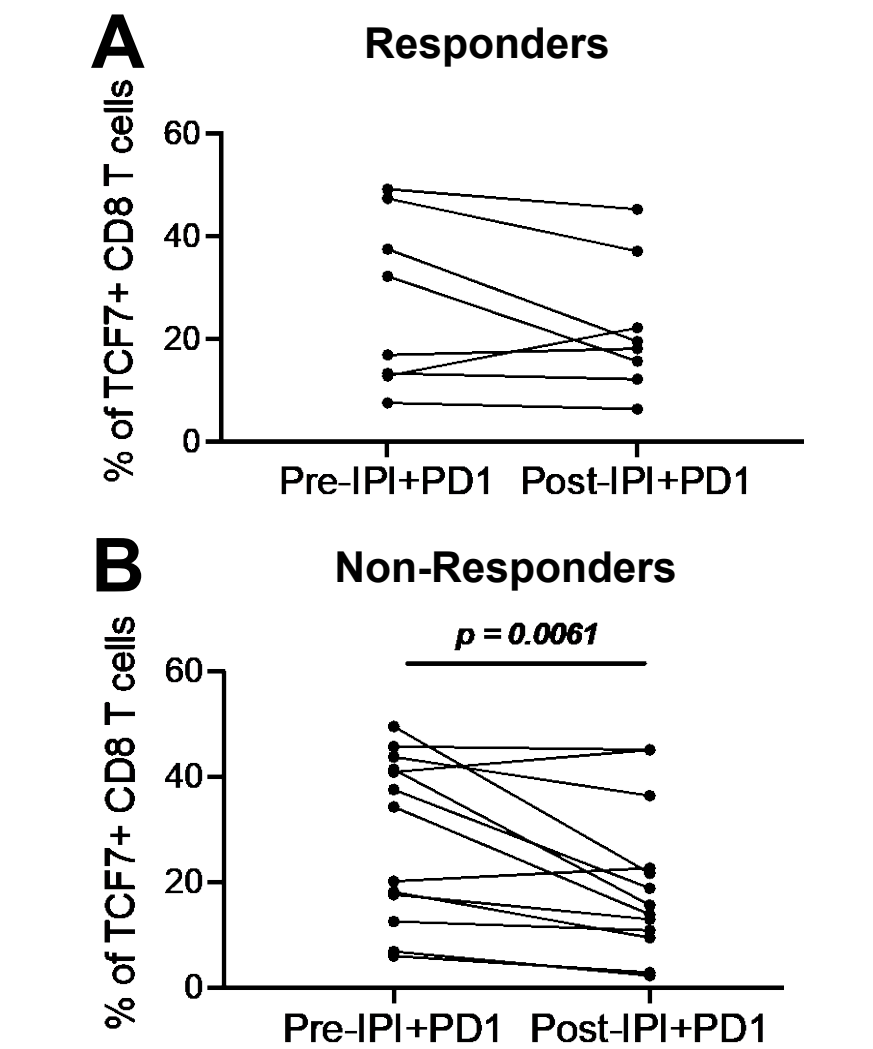 A
Responders
% of TCF7+ CD8 T cells
60
40
20
0
Pre-IPI+PD1 Post-IPI+PD1
B
Non-Responders
p = 0.0061
% of TCF7+ CD8 T cells
60
40
20
0
Pre-IPI+PD1 Post-IPI+PD1